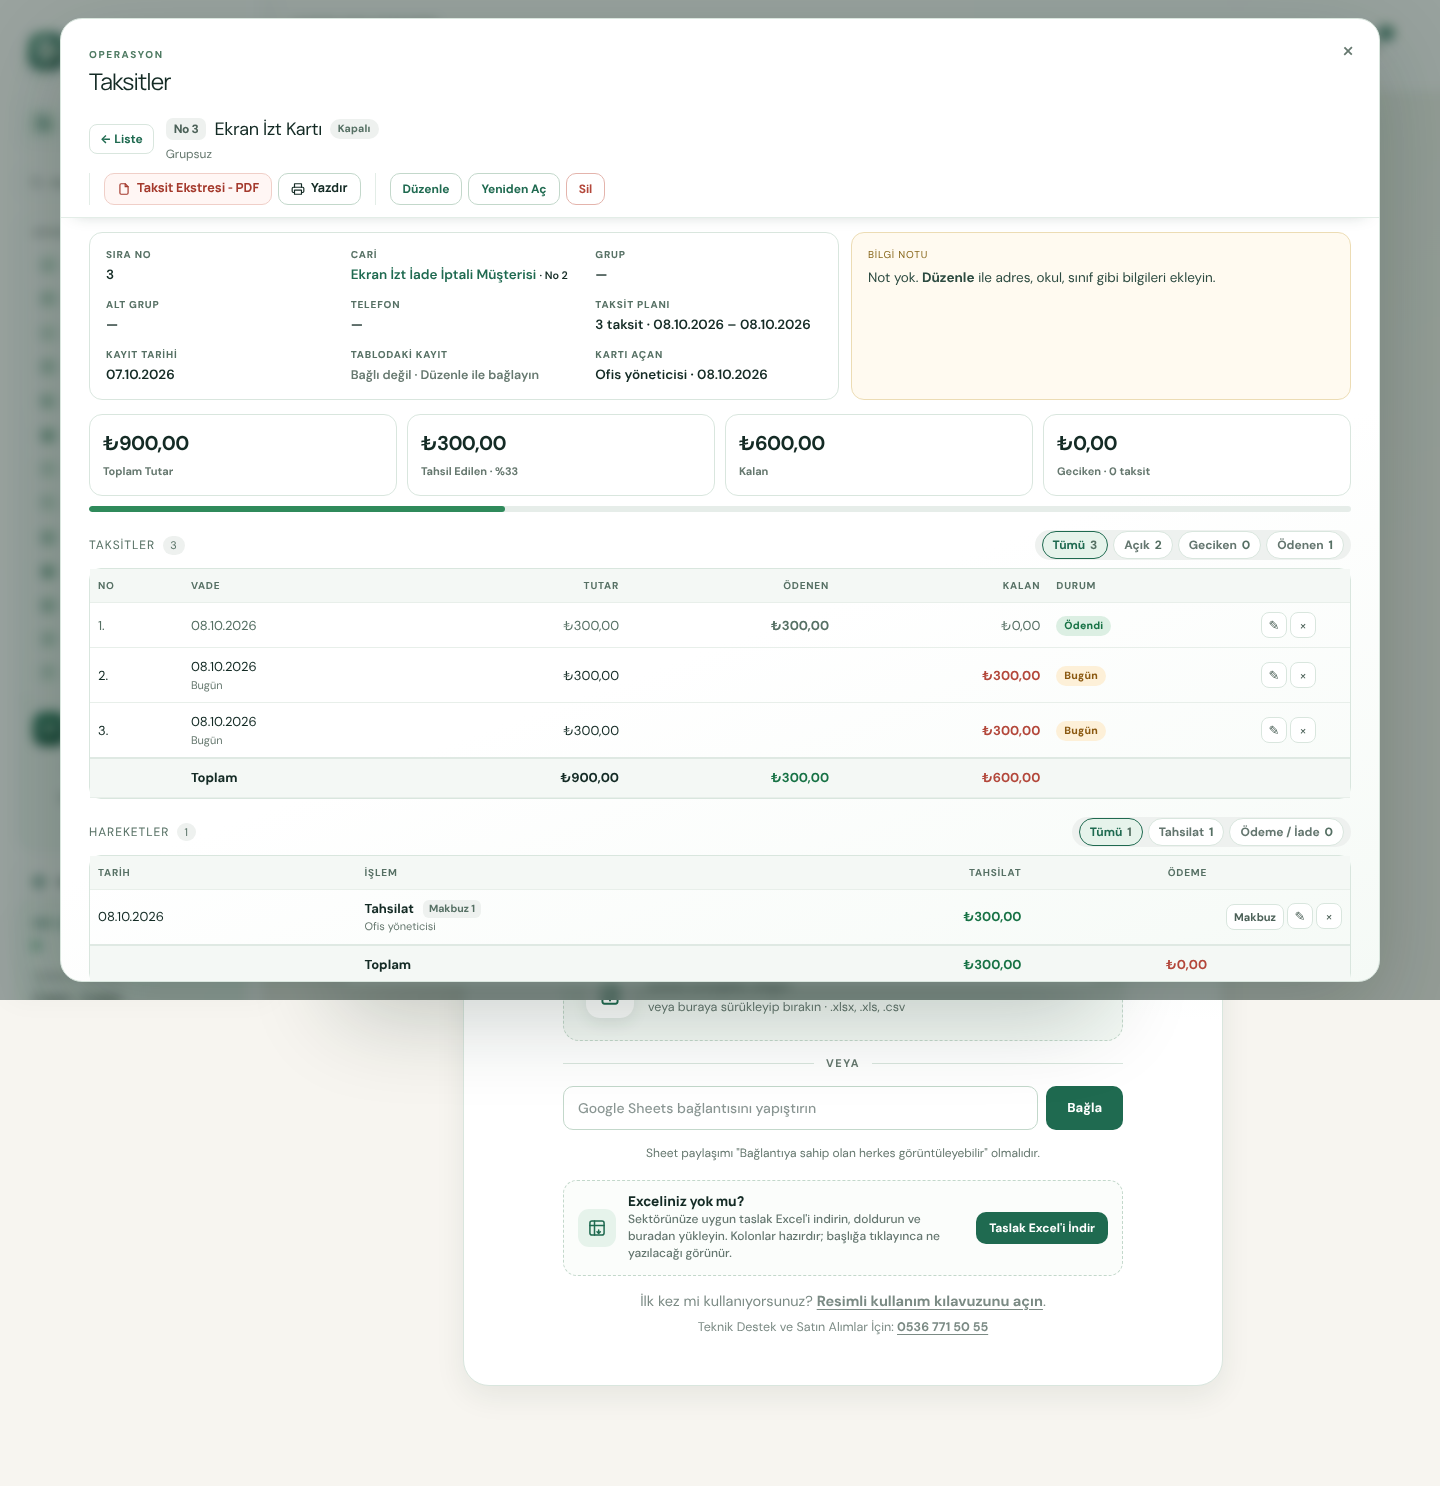 OPERASYON
Taksitler
×
← Liste
No 3 Ekran İzt Kartı Kapalı
Grupsuz
Taksit Ekstresi - PDF Yazdır Düzenle Yeniden Aç Sil
SIRA NO CARİ GRUP
3 Ekran İzt İade İptali Müşterisi · No 2 —
ALT GRUP TELEFON TAKSİT PLANI
— — 3 taksit · 08.10.2026 – 08.10.2026
KAYIT TARİHİ TABLODAKİ KAYIT KARTI AÇAN
07.10.2026 Bağlı değil · Düzenle ile bağlayın Ofis yöneticisi · 08.10.2026
BİLGİ NOTU
Not yok. Düzenle ile adres, okul, sınıf gibi bilgileri ekleyin.
₺900,00 ₺300,00 ₺600,00 ₺0,00
Toplam Tutar Tahsil Edilen · %33 Kalan Geciken · 0 taksit
TAKSİTLER 3 Tümü 3 Açık 2 Geciken 0 Ödenen 1
NO VADE TUTAR ÖDENEN KALAN DURUM
1. 08.10.2026 ₺300,00 ₺300,00 ₺0,00 Ödendi ✎ ×
2. 08.10.2026 ₺300,00 ₺300,00 Bugün ✎ ×
Bugün
3. 08.10.2026 ₺300,00 ₺300,00 Bugün ✎ ×
Bugün
Toplam ₺900,00 ₺300,00 ₺600,00
HAREKETLER 1 Tümü 1 Tahsilat 1 Ödeme / İade 0
TARİH İŞLEM TAHSİLAT ÖDEME
08.10.2026 Tahsilat Makbuz 1 ₺300,00 Makbuz ✎ ×
Ofis yöneticisi
Toplam ₺300,00 ₺0,00
veya buraya sürükleyip bırakın · .xlsx, .xls, .csv
VEYA
Google Sheets bağlantısını yapıştırın Bağla
Sheet paylaşımı "Bağlantıya sahip olan herkes görüntüleyebilir" olmalıdır.
Exceliniz yok mu?
Sektörünüze uygun taslak Excel'i indirin, doldurun ve
buradan yükleyin. Kolonlar hazırdır; başlığa tıklayınca ne
yazılacağı görünür.
Taslak Excel'i İndir
İlk kez mi kullanıyorsunuz? Resimli kullanım kılavuzunu açın.
Teknik Destek ve Satın Alımlar İçin: 0536 771 50 55